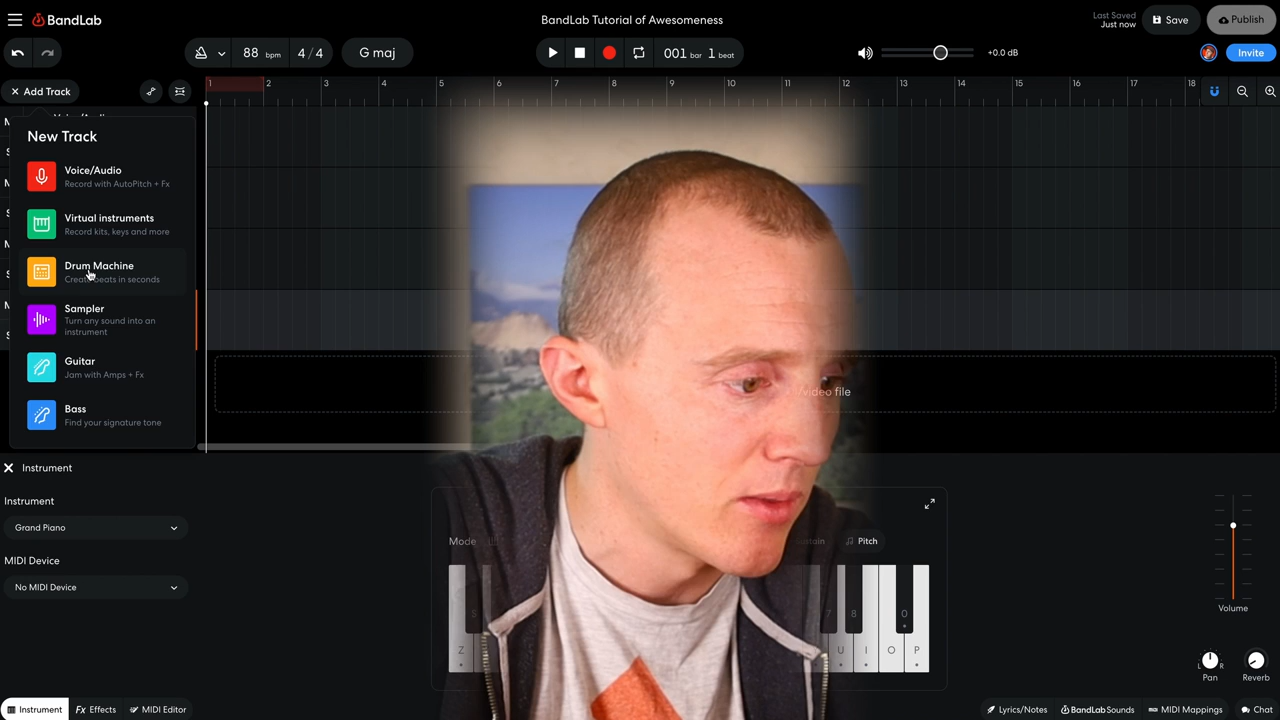 BandLab
BandLab Tutorial of Awesomeness
Last Saved
Just now
Save
Publish
88 bpm
4 / 4
G maj
001 bar 1 beat
+0.0 dB
Invite
Add Track
1 2 3 4 5 6 7 8 9 10 11 12 13 14 15 16 17 18
New Track
Voice/Audio
Record with AutoPitch + Fx
Virtual instruments
Record kits, keys and more
Drum Machine
Create beats in seconds
Sampler
Turn any sound into an
instrument
Guitar
Jam with Amps + Fx
Bass
Find your signature tone
/video file
Instrument
Instrument
Grand Piano
MIDI Device
No MIDI Device
Mode
Sustain
Pitch
S 7 8 0
Z U I O P
Volume
L R
Pan
Reverb
Instrument
Fx Effects
MIDI Editor
Lyrics/Notes
BandLab Sounds
MIDI Mappings
Chat